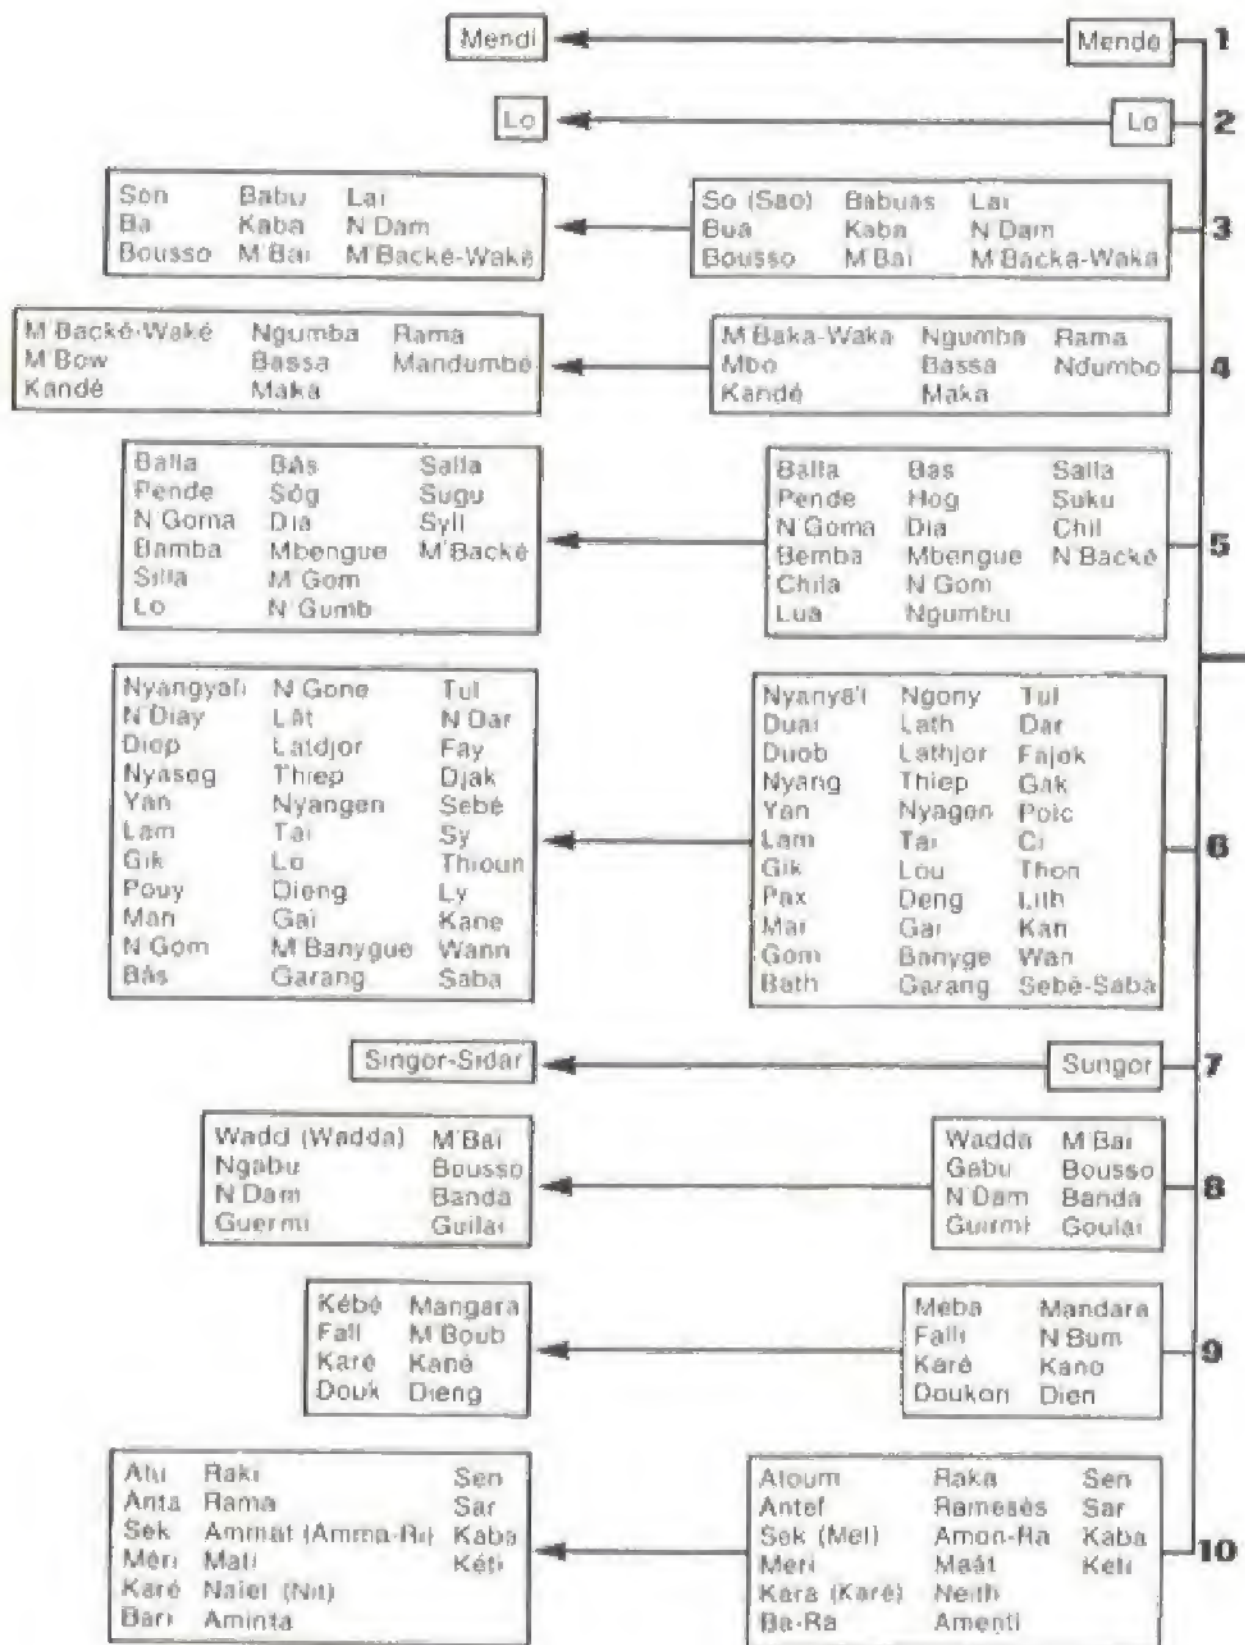 Mendi Mendé 1
Lo Lo 2
Son Babu Lai So (Sao) Babuas Lai
Ba Kaba N'Dam Bua Kaba N'Dam 3
Bousso M'Bai M'Backé-Waké Bousso M'Bai M'Backa-Waka
M'Backé-Waké Ngumba Rama M'Baka-Waka Ngumba Rama
M'Bow Bassa Mandumbé Mbo Bassa Ndumbo 4
Kandé Maka Kandé Maka
Balla Bâs Salla Balla Bas Salla
Pende Sôg Sugu Pende Hog Suku
N'Goma Dia Syll N'Goma Dia Chil
Bamba Mbengue M'Backé Bemba Mbengue N'Backé 5
Silla M'Gom Chila N'Gom
Lo N'Gumb Lua Ngumbu
Nyangya'i N'Gone Tul Nyanya'i Ngony Tul
N'Diay Lât N'Dar Duai Lath Dar
Diop Latdjor Fay Duob Lathjor Fajok
Nyasog Thiep Djak Nyang Thiep Gak
Yan Nyangen Sebé Yan Nyagen Polc
Lam Tai Sy Lam Tai Ci 6
Gik Lo Thioun Gik Lou Thon
Pouy Dieng Ly Pax Deng Lith
Man Gai Kane Mar Gar Kan
N'Gom M'Banygue Wann Gom Banyge Wan
Bâs Garang Saba Bath Garang Sebé-Saba
Singor-Sidar Sungor 7
Wadd (Wadda) M'Bai Wadda M'Bai
Ngabu Bousso Gabu Bousso
N'Dam Banda N'Dam Banda 8
Guermi Guilai Guirmi Goulai
Kébé Mangara Meba Mandara
Fall M'Boub Falli N'Bum
Karé Kané Karé Kano 9
Douk Dieng Doukon Dien
Atu Raki Sen Atoum Raka Sen
Anta Rama Sar Antef Ramesès Sar
Sek Ammat (Amma-Ra) Kaba Sek (Mel) Amon-Ra Kaba
Méri Mati Kéti Meri Maât Keti 10
Karé Naïet (Nit) Kara (Karé) Neith
Bari Aminta Ba-Ra Amenti